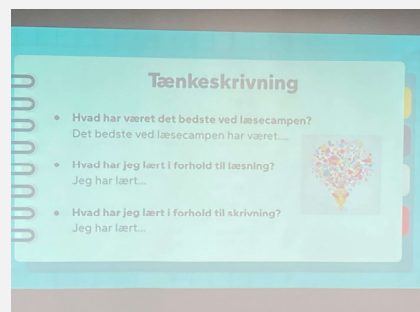 Tænkeskrivning
• Hvad har været det bedste ved læsecampen?
Det bedste ved læsecampen har været....
• Hvad har jeg lært i forhold til læsning?
Jeg har lært...
• Hvad har jeg lært i forhold til skrivning?
Jeg har lært...